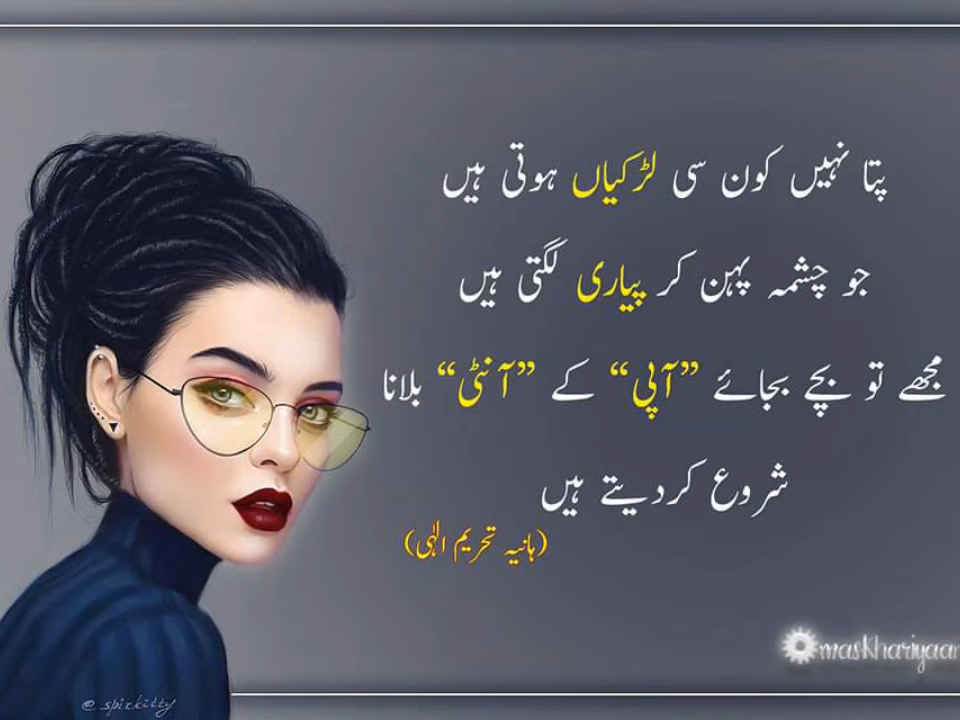 پتا نہیں کون سی لڑکیاں ہوتی ہیں
جو چشمہ پہن کر پیاری لگتی ہیں
مجھے تو بچے بجائے ”آپی“ کے ”آنٹی“ بلانا
شروع کردیتے ہیں
(ہانیہ تحریم الٰہی)
masKhariyaan
@spirkitty